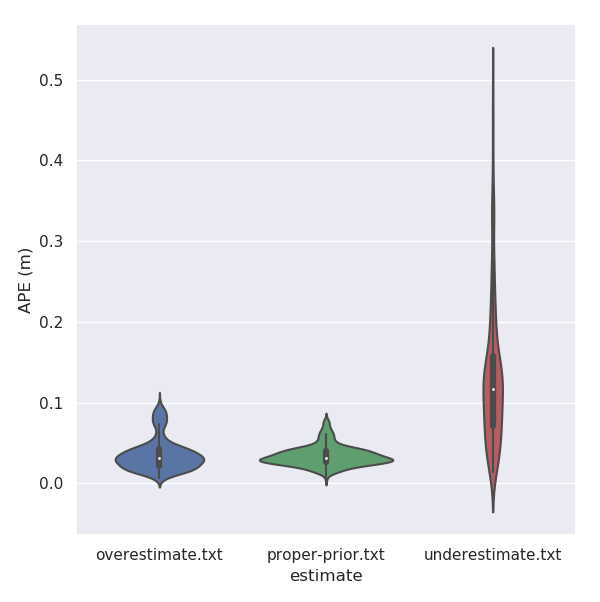 0.5
0.4
0.3
0.2
0.1
0.0
APE (m)
overestimate.txt
proper-prior.txt
underestimate.txt
estimate